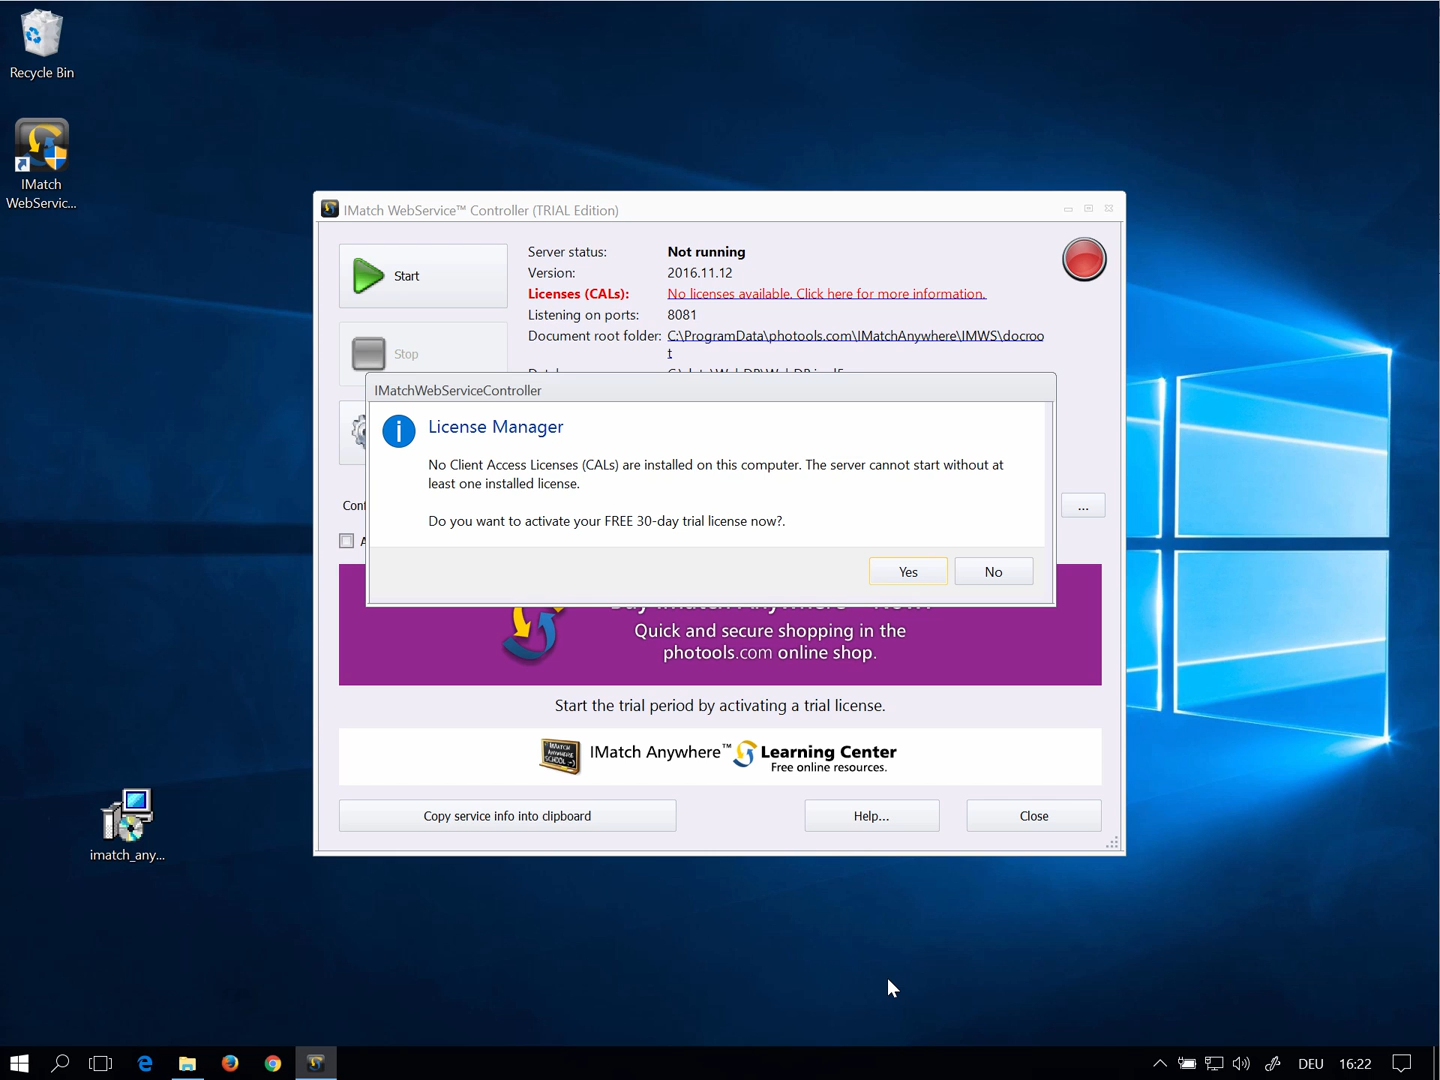 Recycle Bin
IMatch
WebServic...
IMatch WebService™ Controller (TRIAL Edition)
Start
Server status: Not running
Version: 2016.11.12
Licenses (CALs): No licenses available. Click here for more information.
Listening on ports: 8081
Document root folder: C:\ProgramData\photools.com\IMatchAnywhere\IMWS\docroo
t
Stop
IMatchWebServiceController
License Manager
No Client Access Licenses (CALs) are installed on this computer. The server cannot start without at
least one installed license.
Do you want to activate your FREE 30-day trial license now?.
...
Yes
No
Quick and secure shopping in the
photools.com online shop.
Start the trial period by activating a trial license.
IMATCH
ANYWHERE
SCHOOL :-)
IMatch Anywhere™ Learning Center
Free online resources.
Copy service info into clipboard
Help...
Close
imatch_any...
DEU
16:22